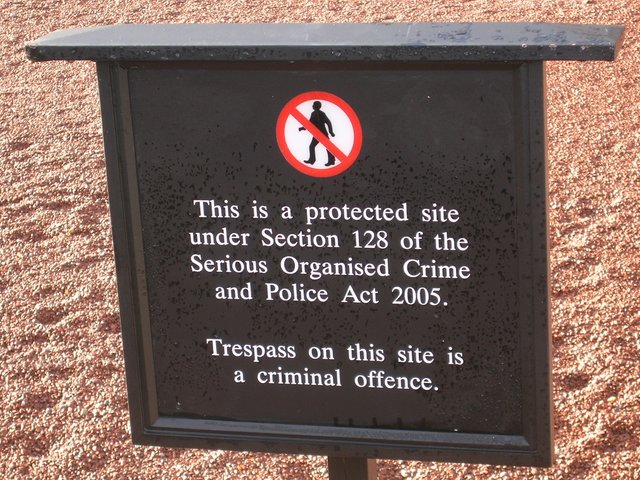 This is a protected site
under Section 128 of the
Serious Organised Crime
and Police Act 2005.
Trespass on this site is
a criminal offence.